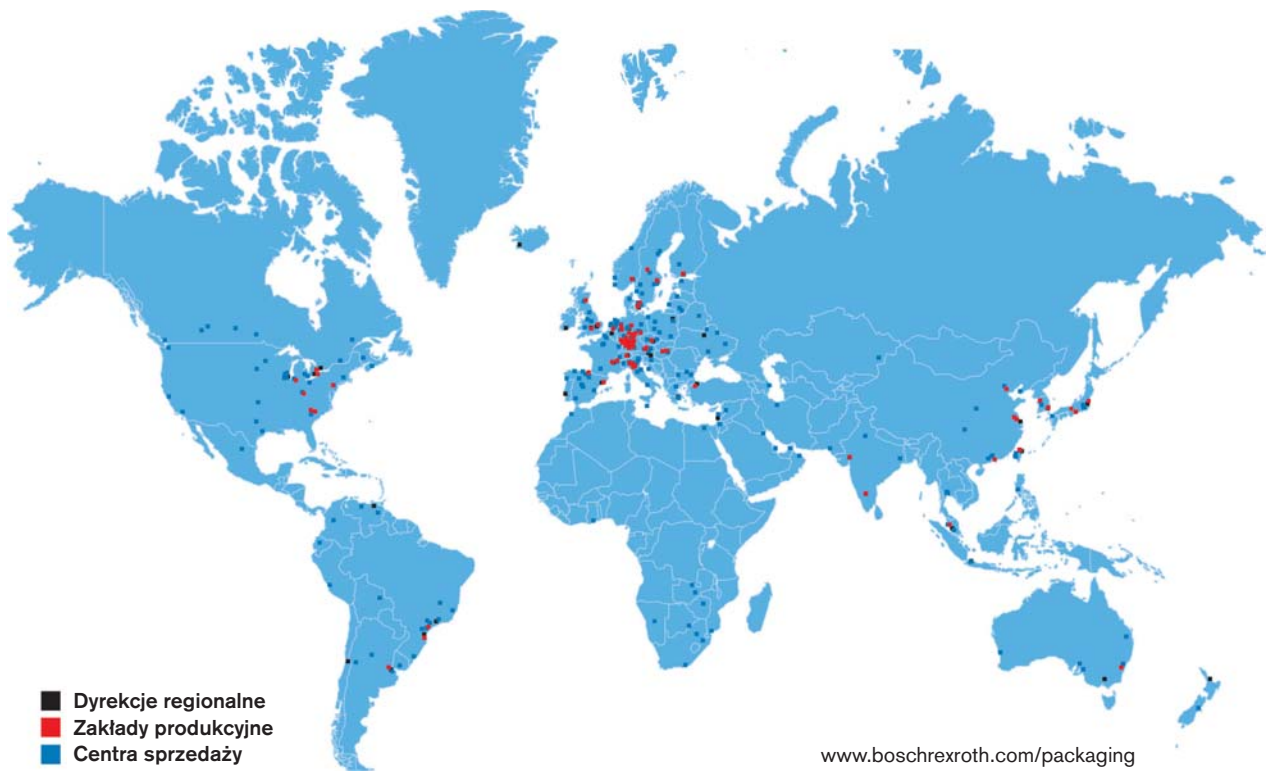 Dyrekcje regionalne
Zakłady produkcyjne
Centra sprzedaży
www.boschrexroth.com/packaging